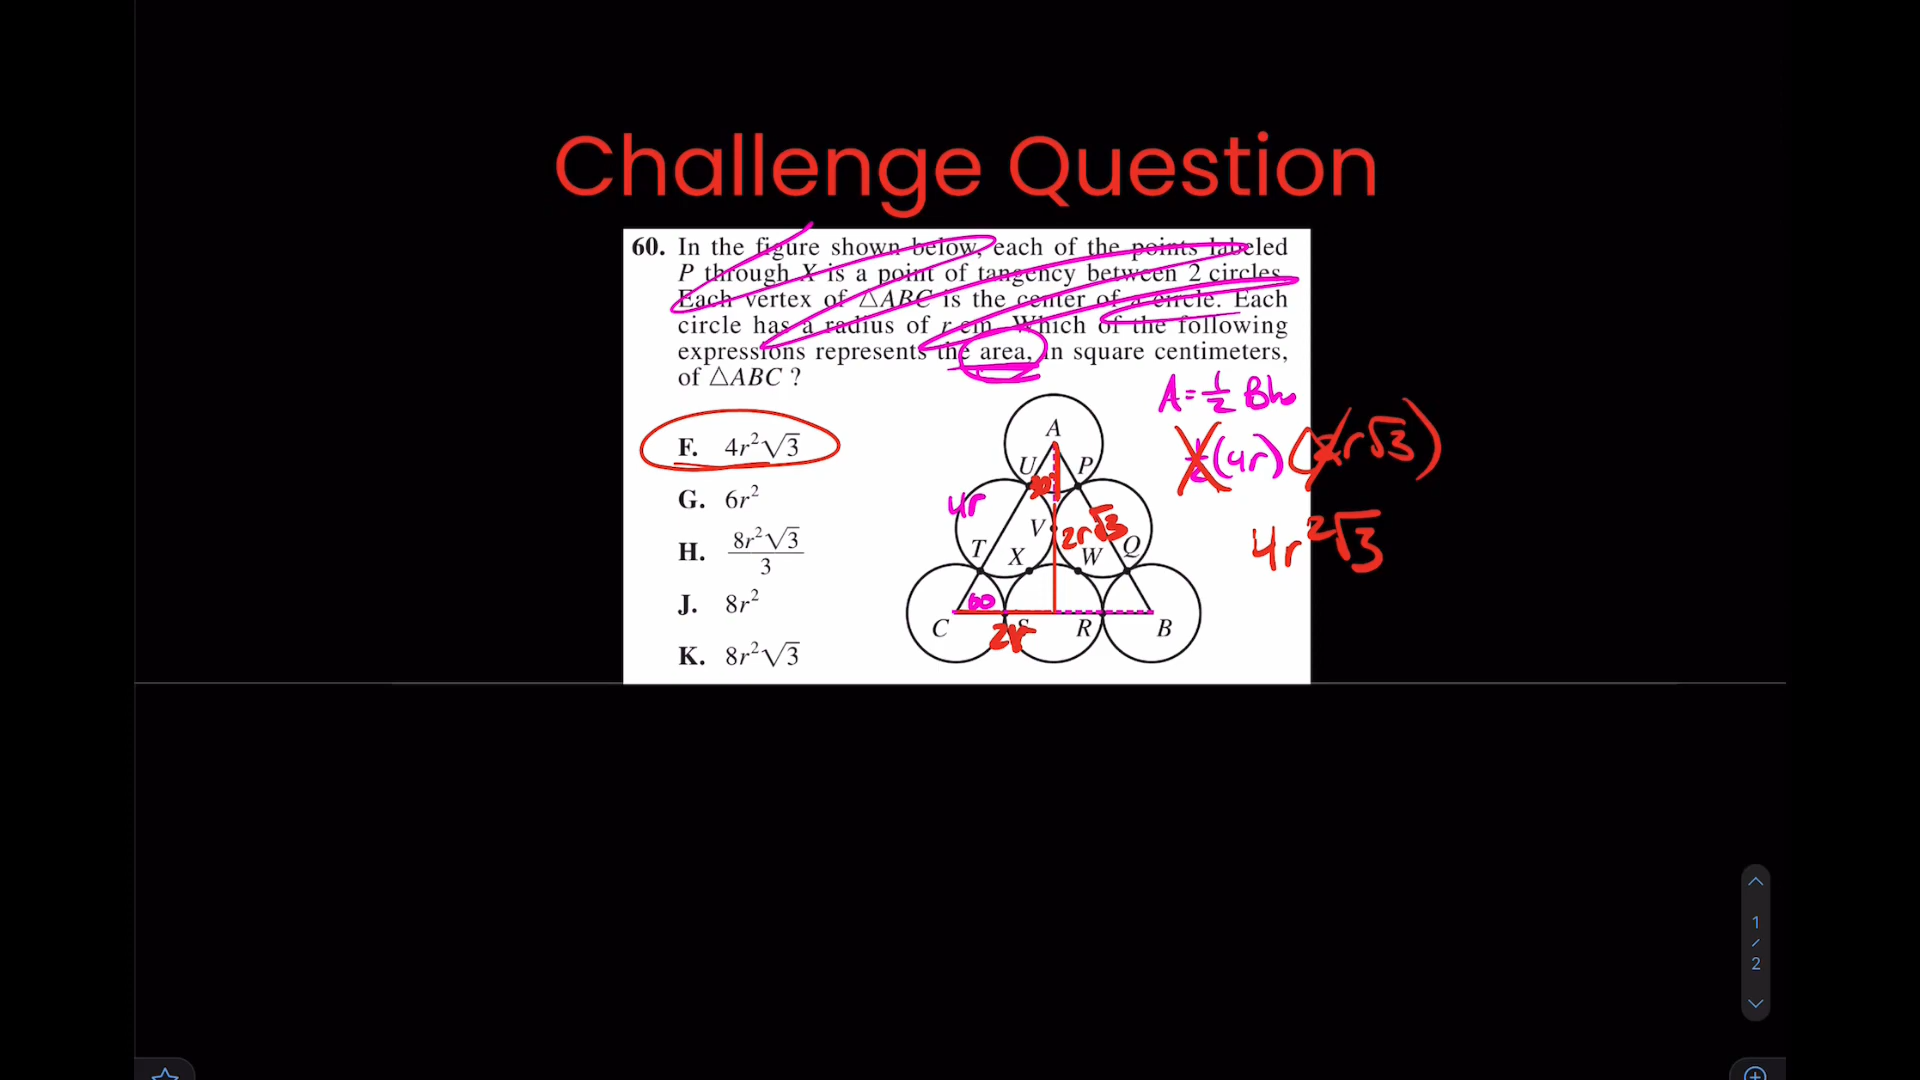 Challenge Question
60. In the figure shown below, each of the points labeled
P through X is a point of tangency between 2 circles.
Each vertex of △ABC is the center of a circle. Each
circle has a radius of r cm. Which of the following
expressions represents the area, in square centimeters,
of △ABC ?
A = 1/2 Bh
F. 4r²√3
1/2 (4r) (2r√3)
A
U P
30°
4r
G. 6r²
V 2r√3
4r²√3
H. 8r²√3
3
T X W Q
J. 8r²
60
C S R B
2r
K. 8r²√3
1
/
2